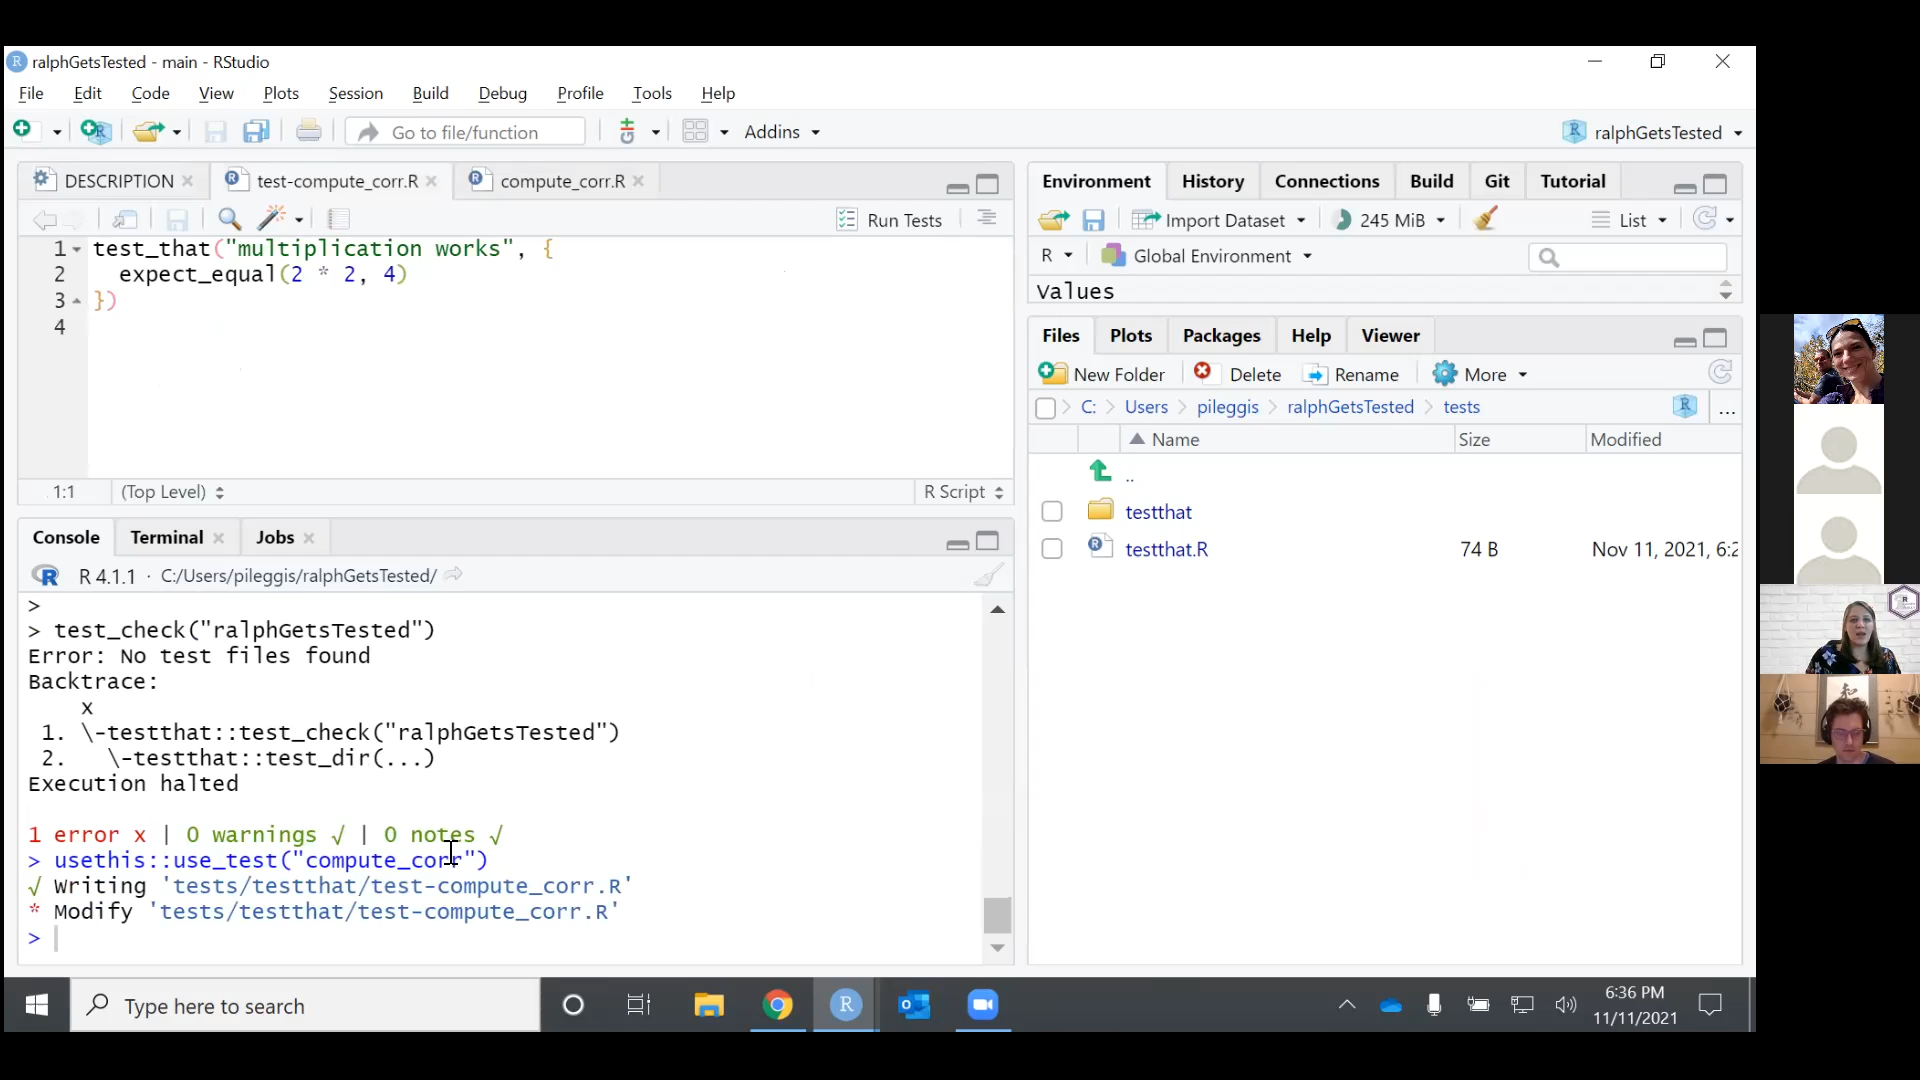 ralphGetsTested - main - RStudio
File Edit Code View Plots Session Build Debug Profile Tools Help
Go to file/function Addins ralphGetsTested
DESCRIPTION test-compute_corr.R compute_corr.R
Run Tests
1 test_that("multiplication works", {
2 expect_equal(2 * 2, 4)
3 })
4
1:1 (Top Level) R Script
Console Terminal Jobs
R 4.1.1 · C:/Users/pileggis/ralphGetsTested/
>
> test_check("ralphGetsTested")
Error: No test files found
Backtrace:
x
1. \-testthat::test_check("ralphGetsTested")
2. \-testthat::test_dir(...)
Execution halted
1 error x | 0 warnings √ | 0 notes √
> usethis::use_test("compute_corr")
√ Writing 'tests/testthat/test-compute_corr.R'
* Modify 'tests/testthat/test-compute_corr.R'
>
Environment History Connections Build Git Tutorial
Import Dataset 245 MiB List
R Global Environment
Values
Files Plots Packages Help Viewer
New Folder Delete Rename More
C: Users pileggis ralphGetsTested tests ...
Name Size Modified
..
testthat
testthat.R 74 B Nov 11, 2021, 6:2
Type here to search
6:36 PM
11/11/2021
和